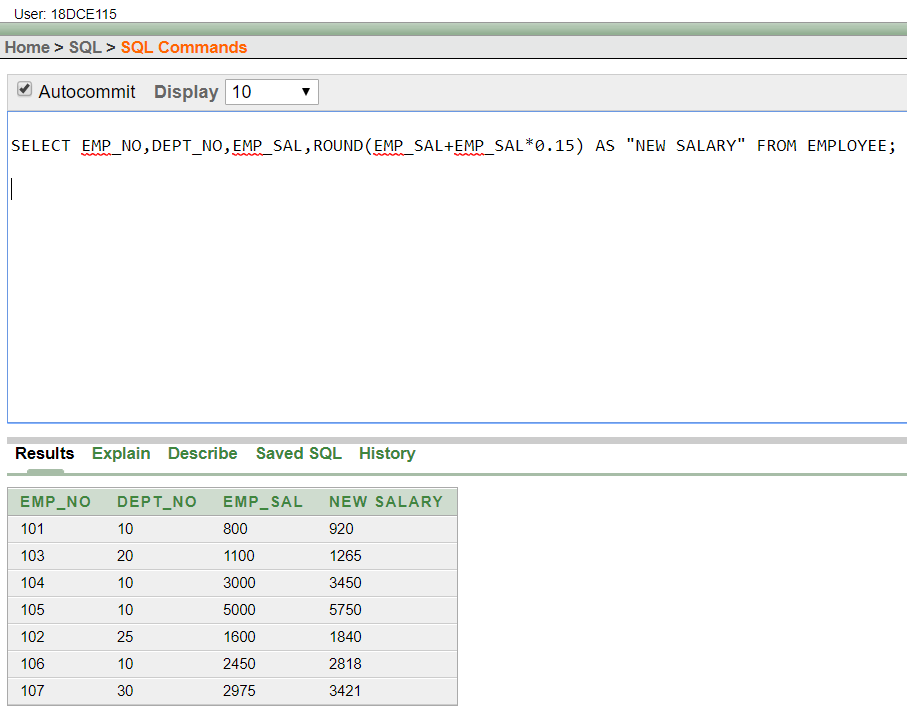 User: 18DCE115
Home > SQL > SQL Commands
Autocommit Display 10
SELECT EMP_NO,DEPT_NO,EMP_SAL,ROUND(EMP_SAL+EMP_SAL*0.15) AS "NEW SALARY" FROM EMPLOYEE;
Results Explain Describe Saved SQL History
EMP_NO DEPT_NO EMP_SAL NEW SALARY
101 10 800 920
103 20 1100 1265
104 10 3000 3450
105 10 5000 5750
102 25 1600 1840
106 10 2450 2818
107 30 2975 3421